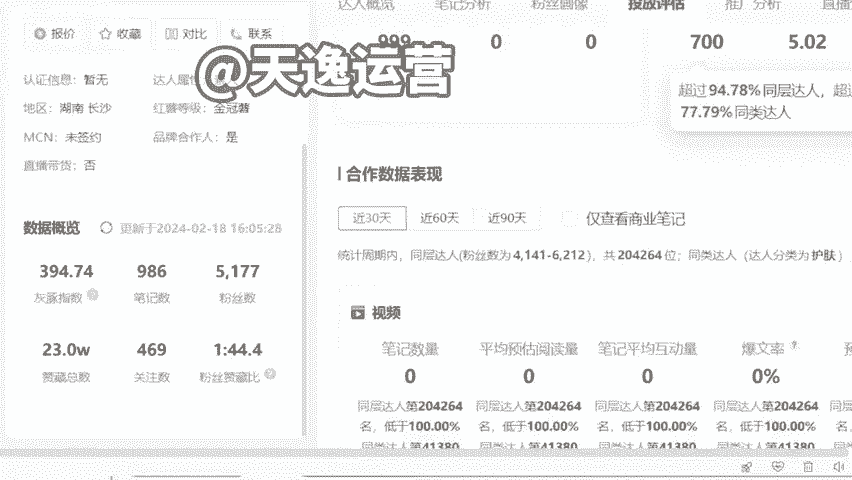 达人概览 笔记分析 粉丝画像 投放评估 推广分析 直播
报价 收藏 对比 联系
999 0 0 700 5.02
@天逸运营
认证信息：暂无 达人属
超过94.78%同层达人，超
77.79%同类达人
地区：湖南 长沙 红薯等级：金冠薯
MCN：未签约 品牌合作人：是
直播带货：否
合作数据表现
近30天 近60天 近90天 仅查看商业笔记
数据概览 更新于2024-02-18 16:05:28
统计周期内，同层达人(粉丝数为4,141-6,212)，共204264位；同类达人（达人分类为护肤）
394.74 986 5,177
灰豚指数 笔记数 粉丝数
视频
23.0w 469 1:44.4
赞藏总数 关注数 粉丝赞藏比
笔记数量 平均预估阅读量 笔记平均互动量 爆文率
0 0 0 0%
同层达人第204264 同层达人第204264 同层达人第204264 同层达人第204264
名，低于100.00% 名，低于100.00% 名，低于100.00% 名，低于100.00%
同类达人第41380 同类达人第41380 同类达人第41380 同类达人第41380